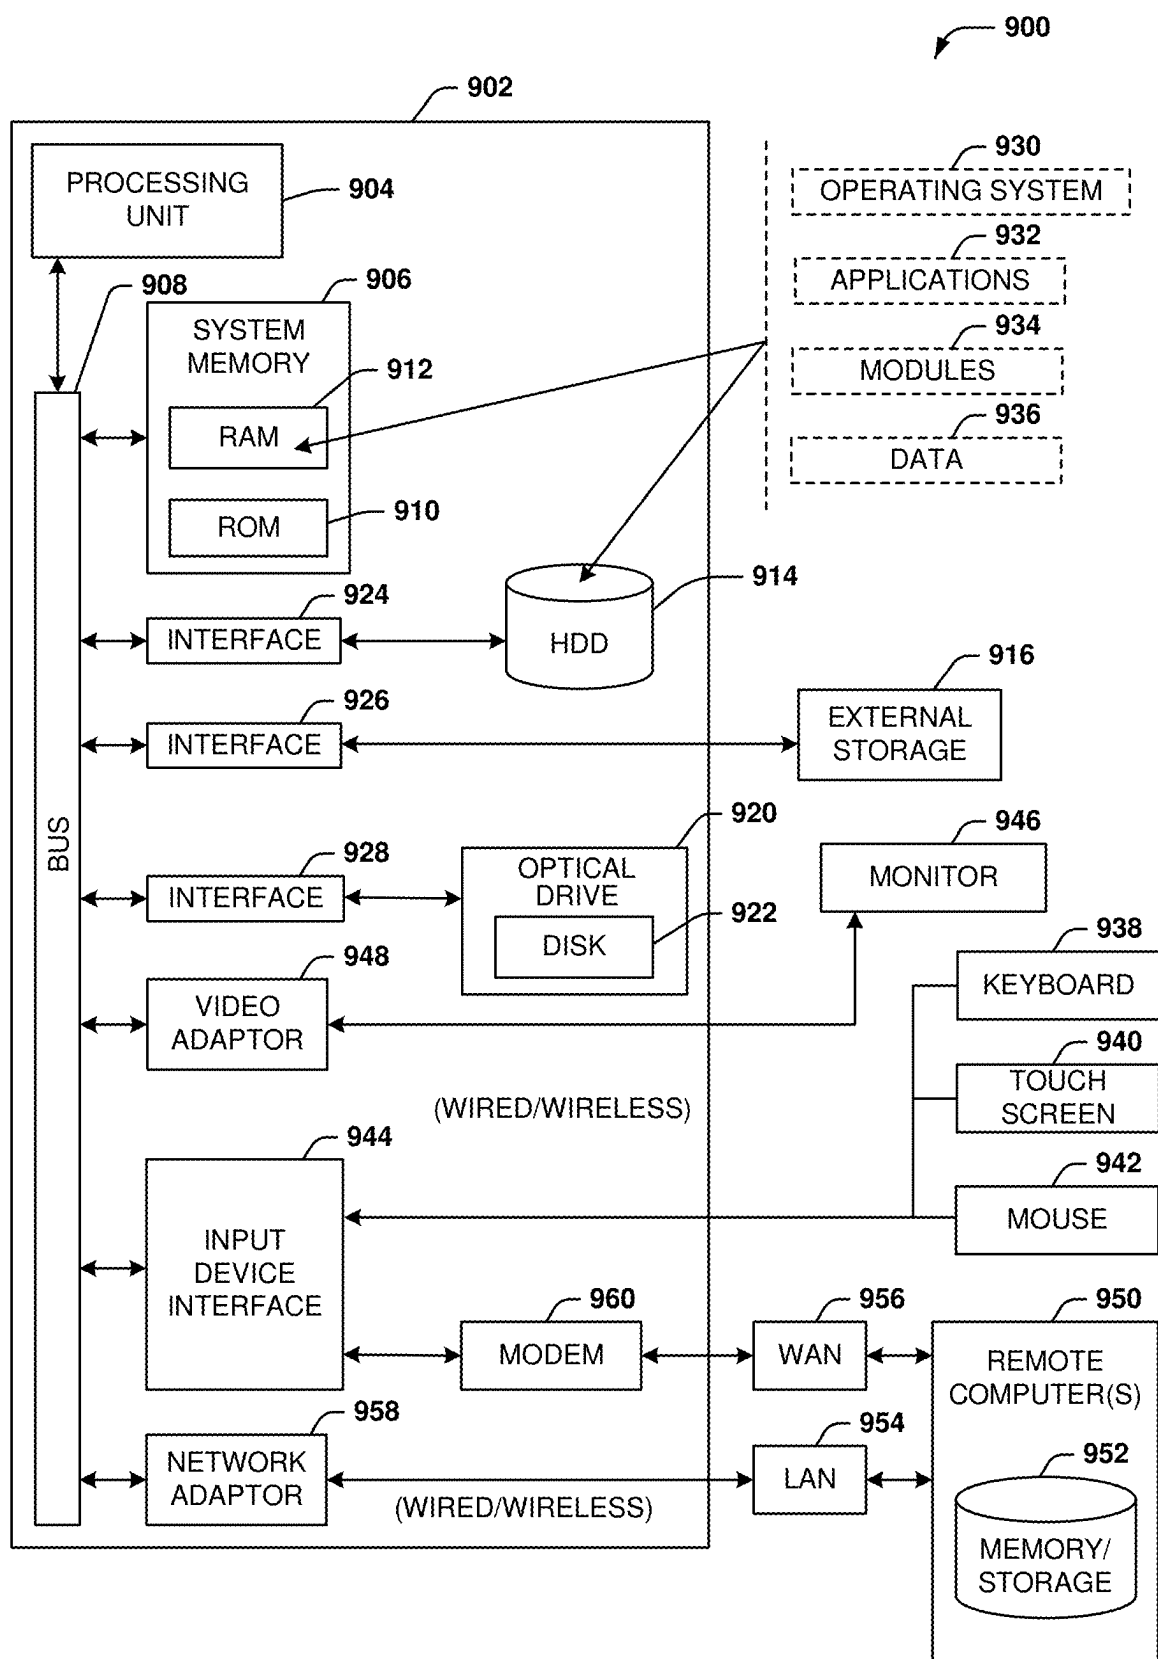 900
902
PROCESSING
UNIT
904
930
OPERATING SYSTEM
932
APPLICATIONS
934
MODULES
936
DATA
908
906
SYSTEM
MEMORY
912
RAM
910
ROM
914
HDD
924
INTERFACE
916
EXTERNAL
STORAGE
926
INTERFACE
BUS
920
OPTICAL
DRIVE
922
DISK
928
INTERFACE
946
MONITOR
948
VIDEO
ADAPTOR
938
KEYBOARD
940
TOUCH
SCREEN
942
MOUSE
(WIRED/WIRELESS)
944
INPUT
DEVICE
INTERFACE
960
MODEM
956
WAN
950
REMOTE
COMPUTER(S)
958
NETWORK
ADAPTOR
(WIRED/WIRELESS)
954
LAN
952
MEMORY/
STORAGE